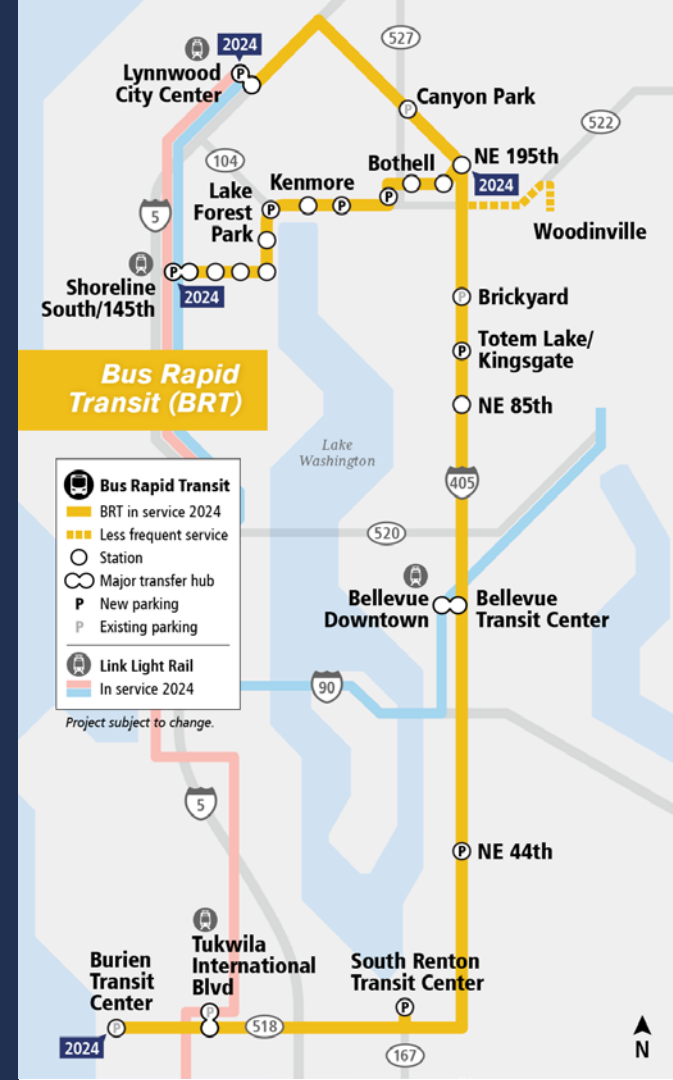 527
2024
Lynnwood
City Center
P
Canyon Park
P
522
104
Bothell
NE 195th
2024
Kenmore
Lake
Forest
Park
P
P
P
Woodinville
5
Shoreline
South/145th
P
2024
P
Brickyard
Totem Lake/
Kingsgate
P
NE 85th
Bus Rapid
Transit (BRT)
Lake
Washington
405
Bus Rapid Transit
BRT in service 2024
Less frequent service
Station
Major transfer hub
P
New parking
P
Existing parking
Link Light Rail
In service 2024
Project subject to change.
520
Bellevue
Downtown
Bellevue
Transit Center
90
5
P
NE 44th
Tukwila
International
Blvd
P
Burien
Transit
Center
P
2024
518
South Renton
Transit Center
P
167
N